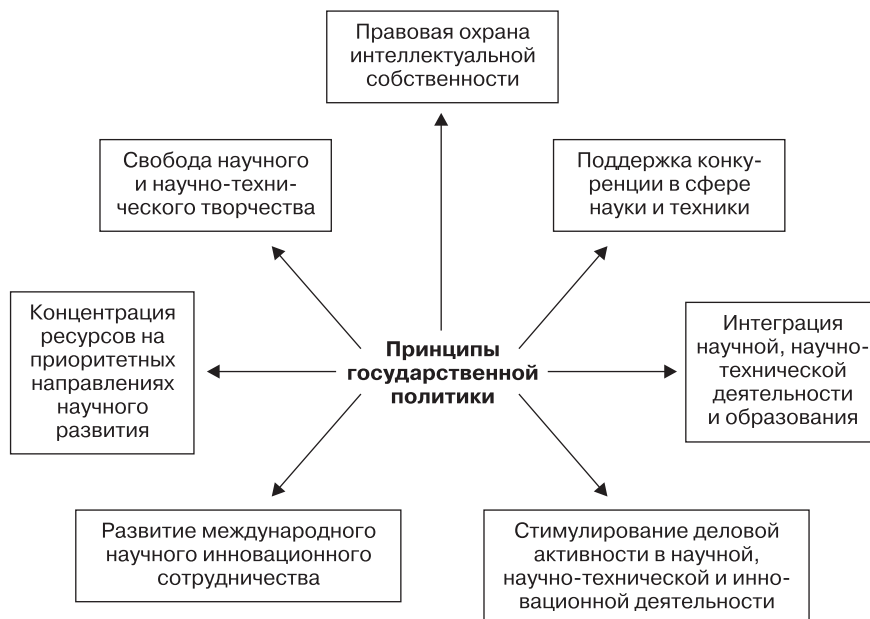 Правовая охрана
интеллектуальной
собственности
Свобода научного
и научно-техни-
ческого творчества
Поддержка конку-
ренции в сфере
науки и техники
Концентрация
ресурсов на
приоритетных
направлениях
научного
развития
Принципы
государственной
политики
Интеграция
научной, научно-
технической
деятельности
и образования
Развитие международного
научного инновационного
сотрудничества
Стимулирование деловой
активности в научной,
научно-технической и инно-
вационной деятельности